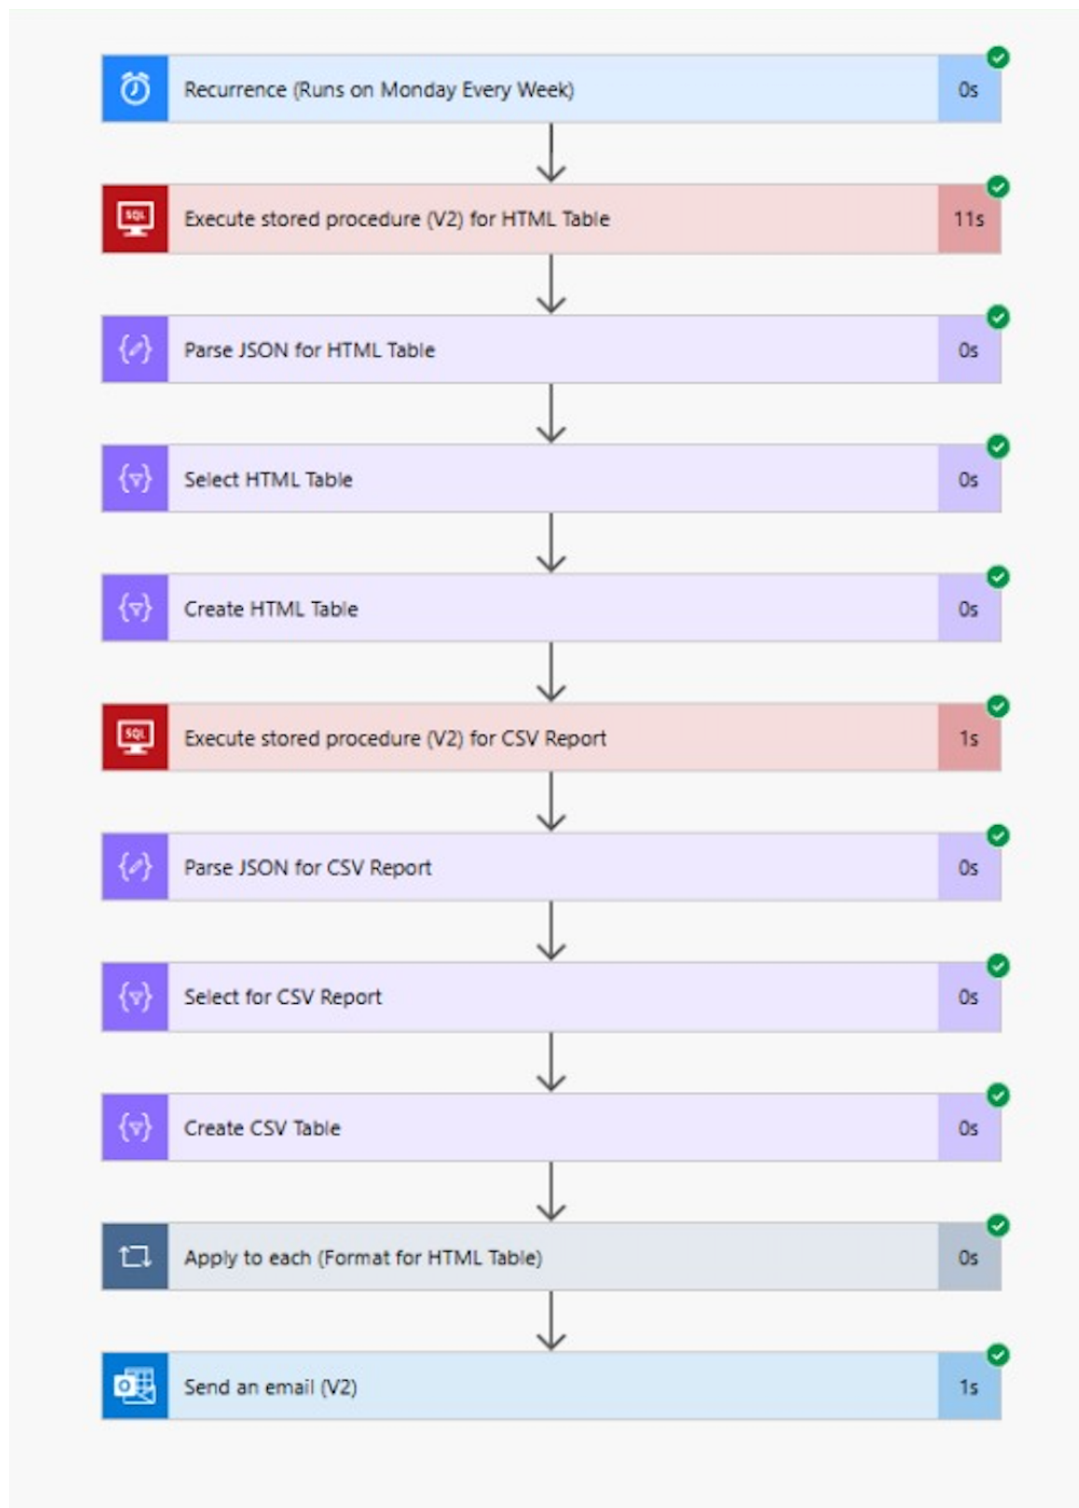 Recurrence (Runs on Monday Every Week) 0s
SQL Execute stored procedure (V2) for HTML Table 11s
Parse JSON for HTML Table 0s
Select HTML Table 0s
Create HTML Table 0s
SQL Execute stored procedure (V2) for CSV Report 1s
Parse JSON for CSV Report 0s
Select for CSV Report 0s
Create CSV Table 0s
Apply to each (Format for HTML Table) 0s
Send an email (V2) 1s